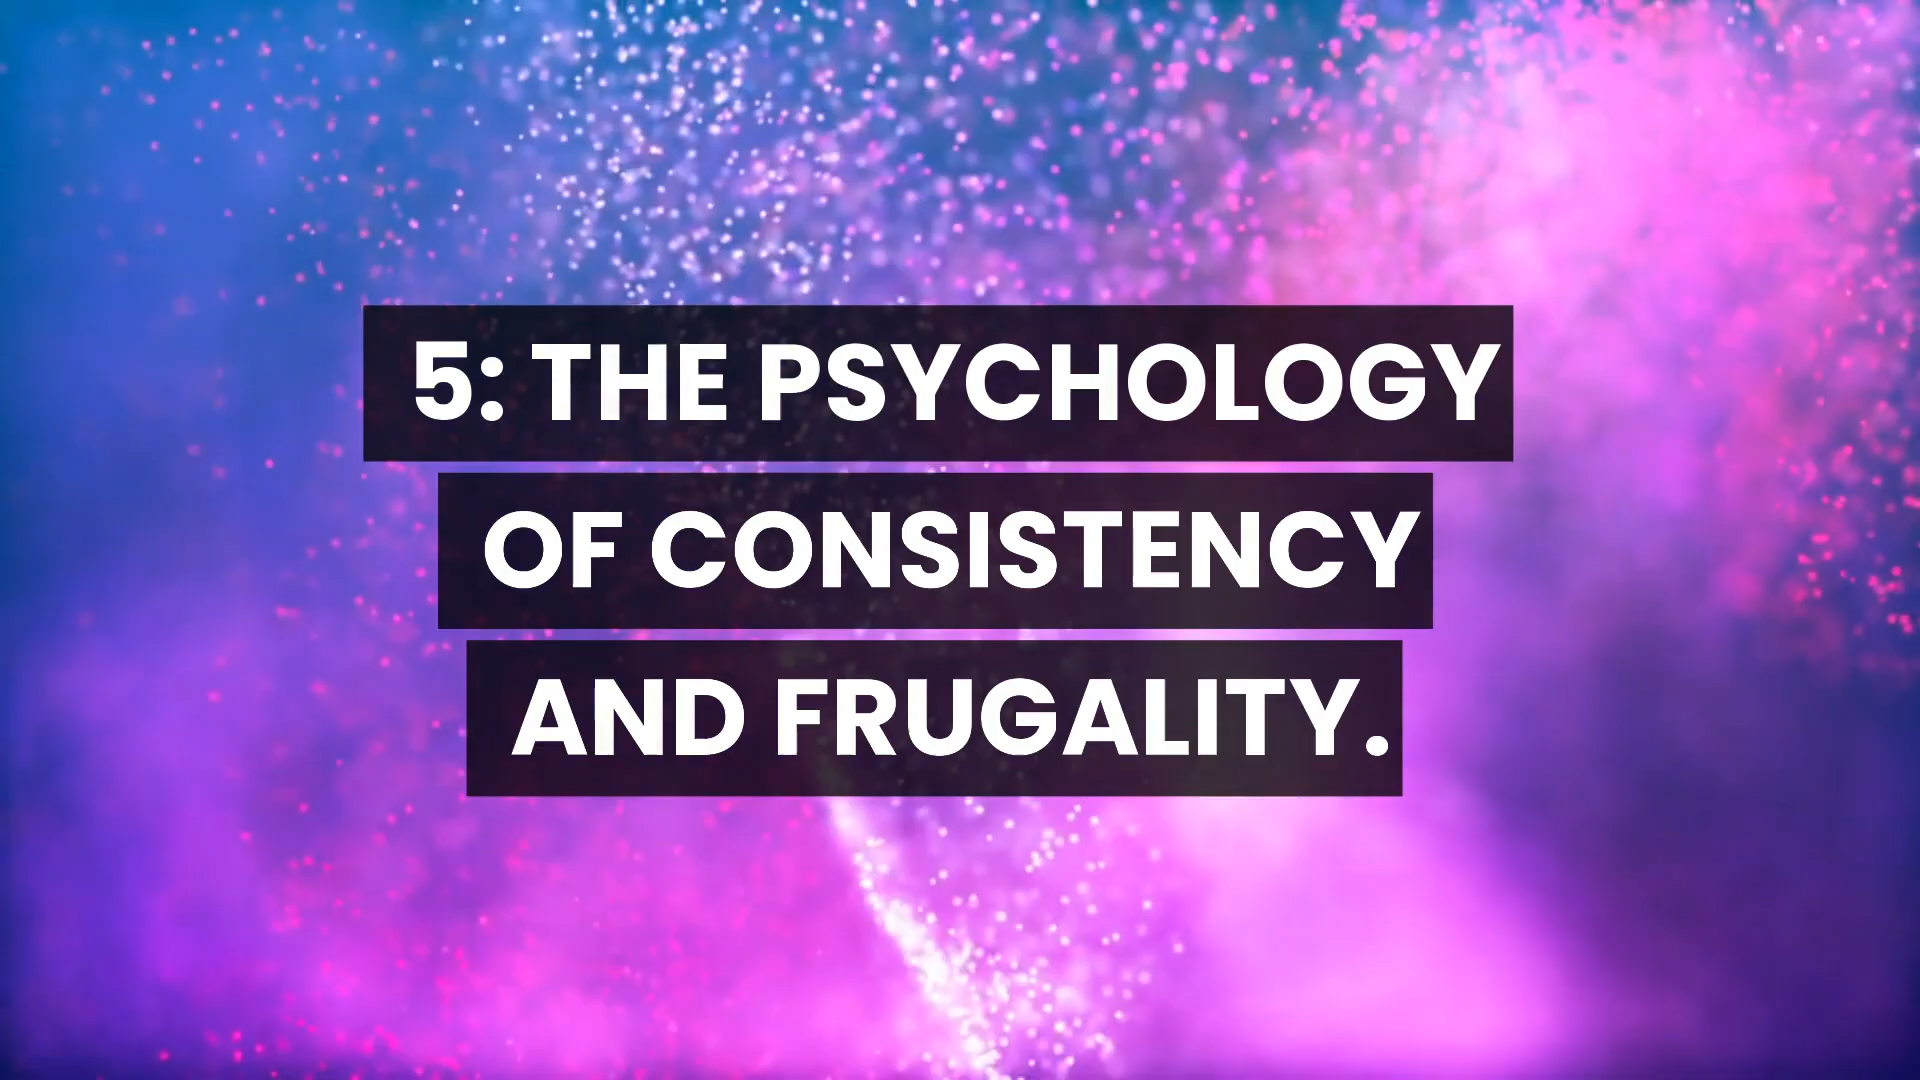 5: THE PSYCHOLOGY
OF CONSISTENCY
AND FRUGALITY.